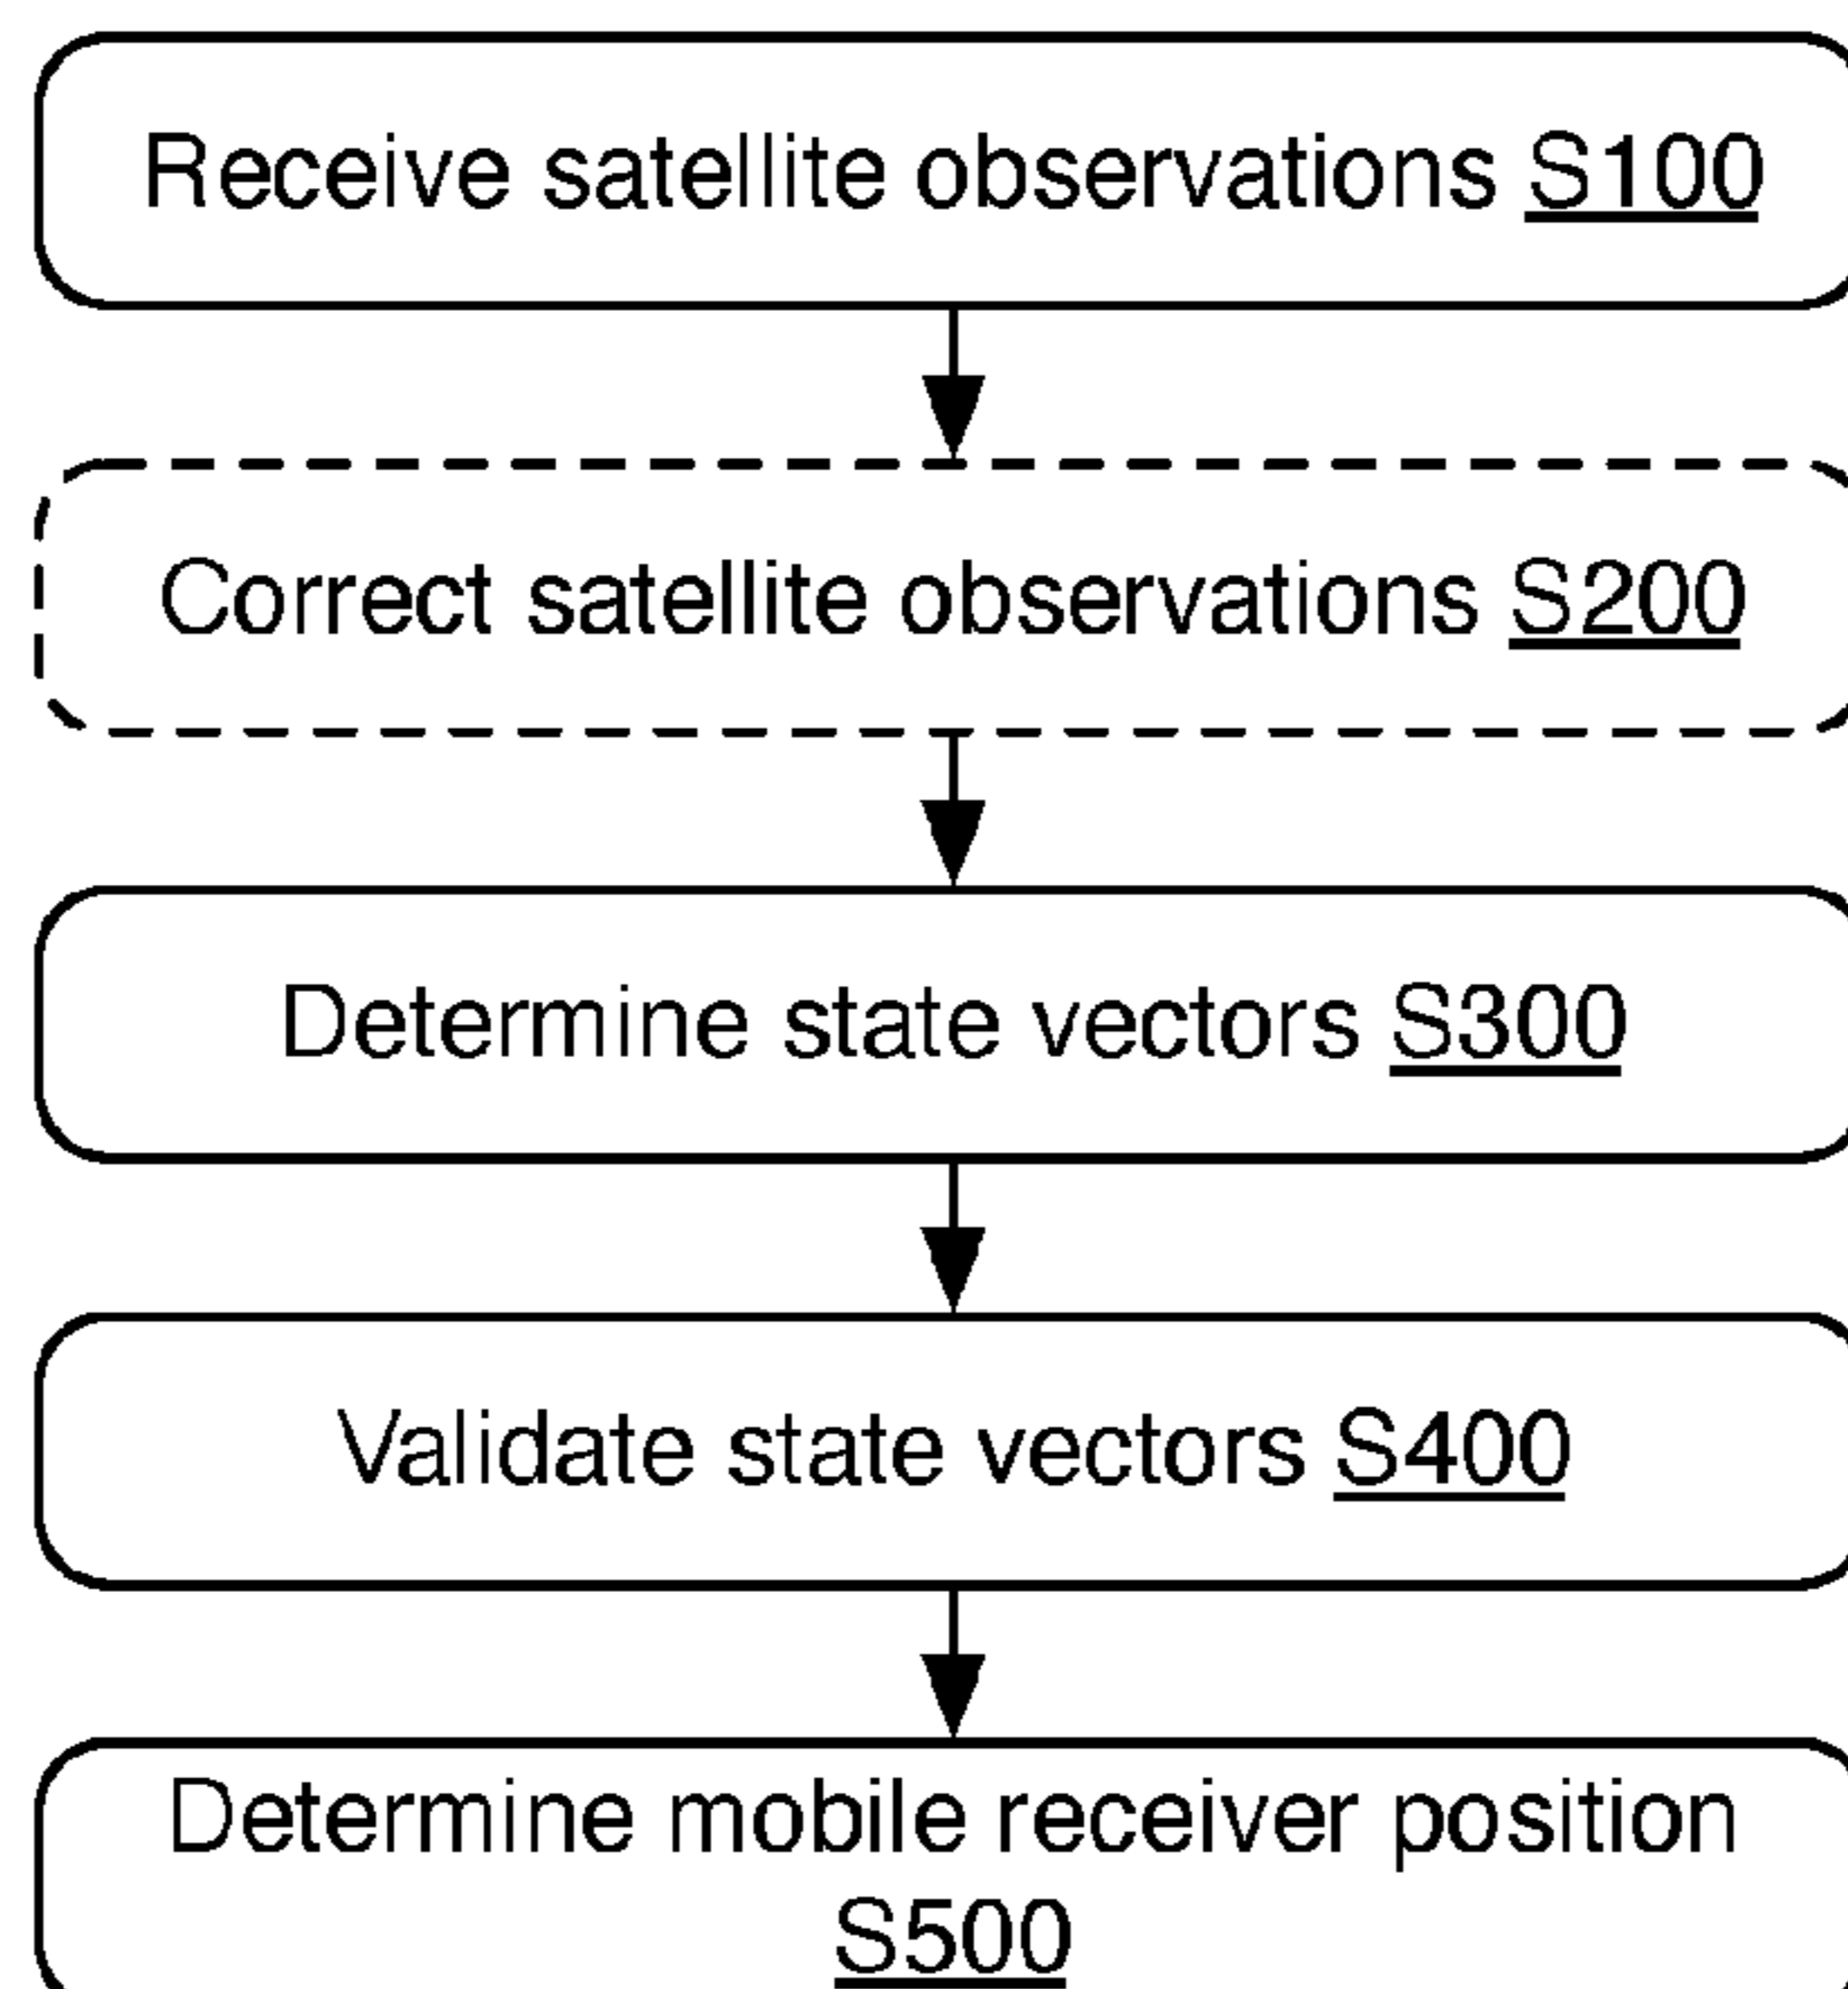 Receive satellite observations S100
Correct satellite observations S200
Determine state vectors S300
Validate state vectors S400
Determine mobile receiver position
S500